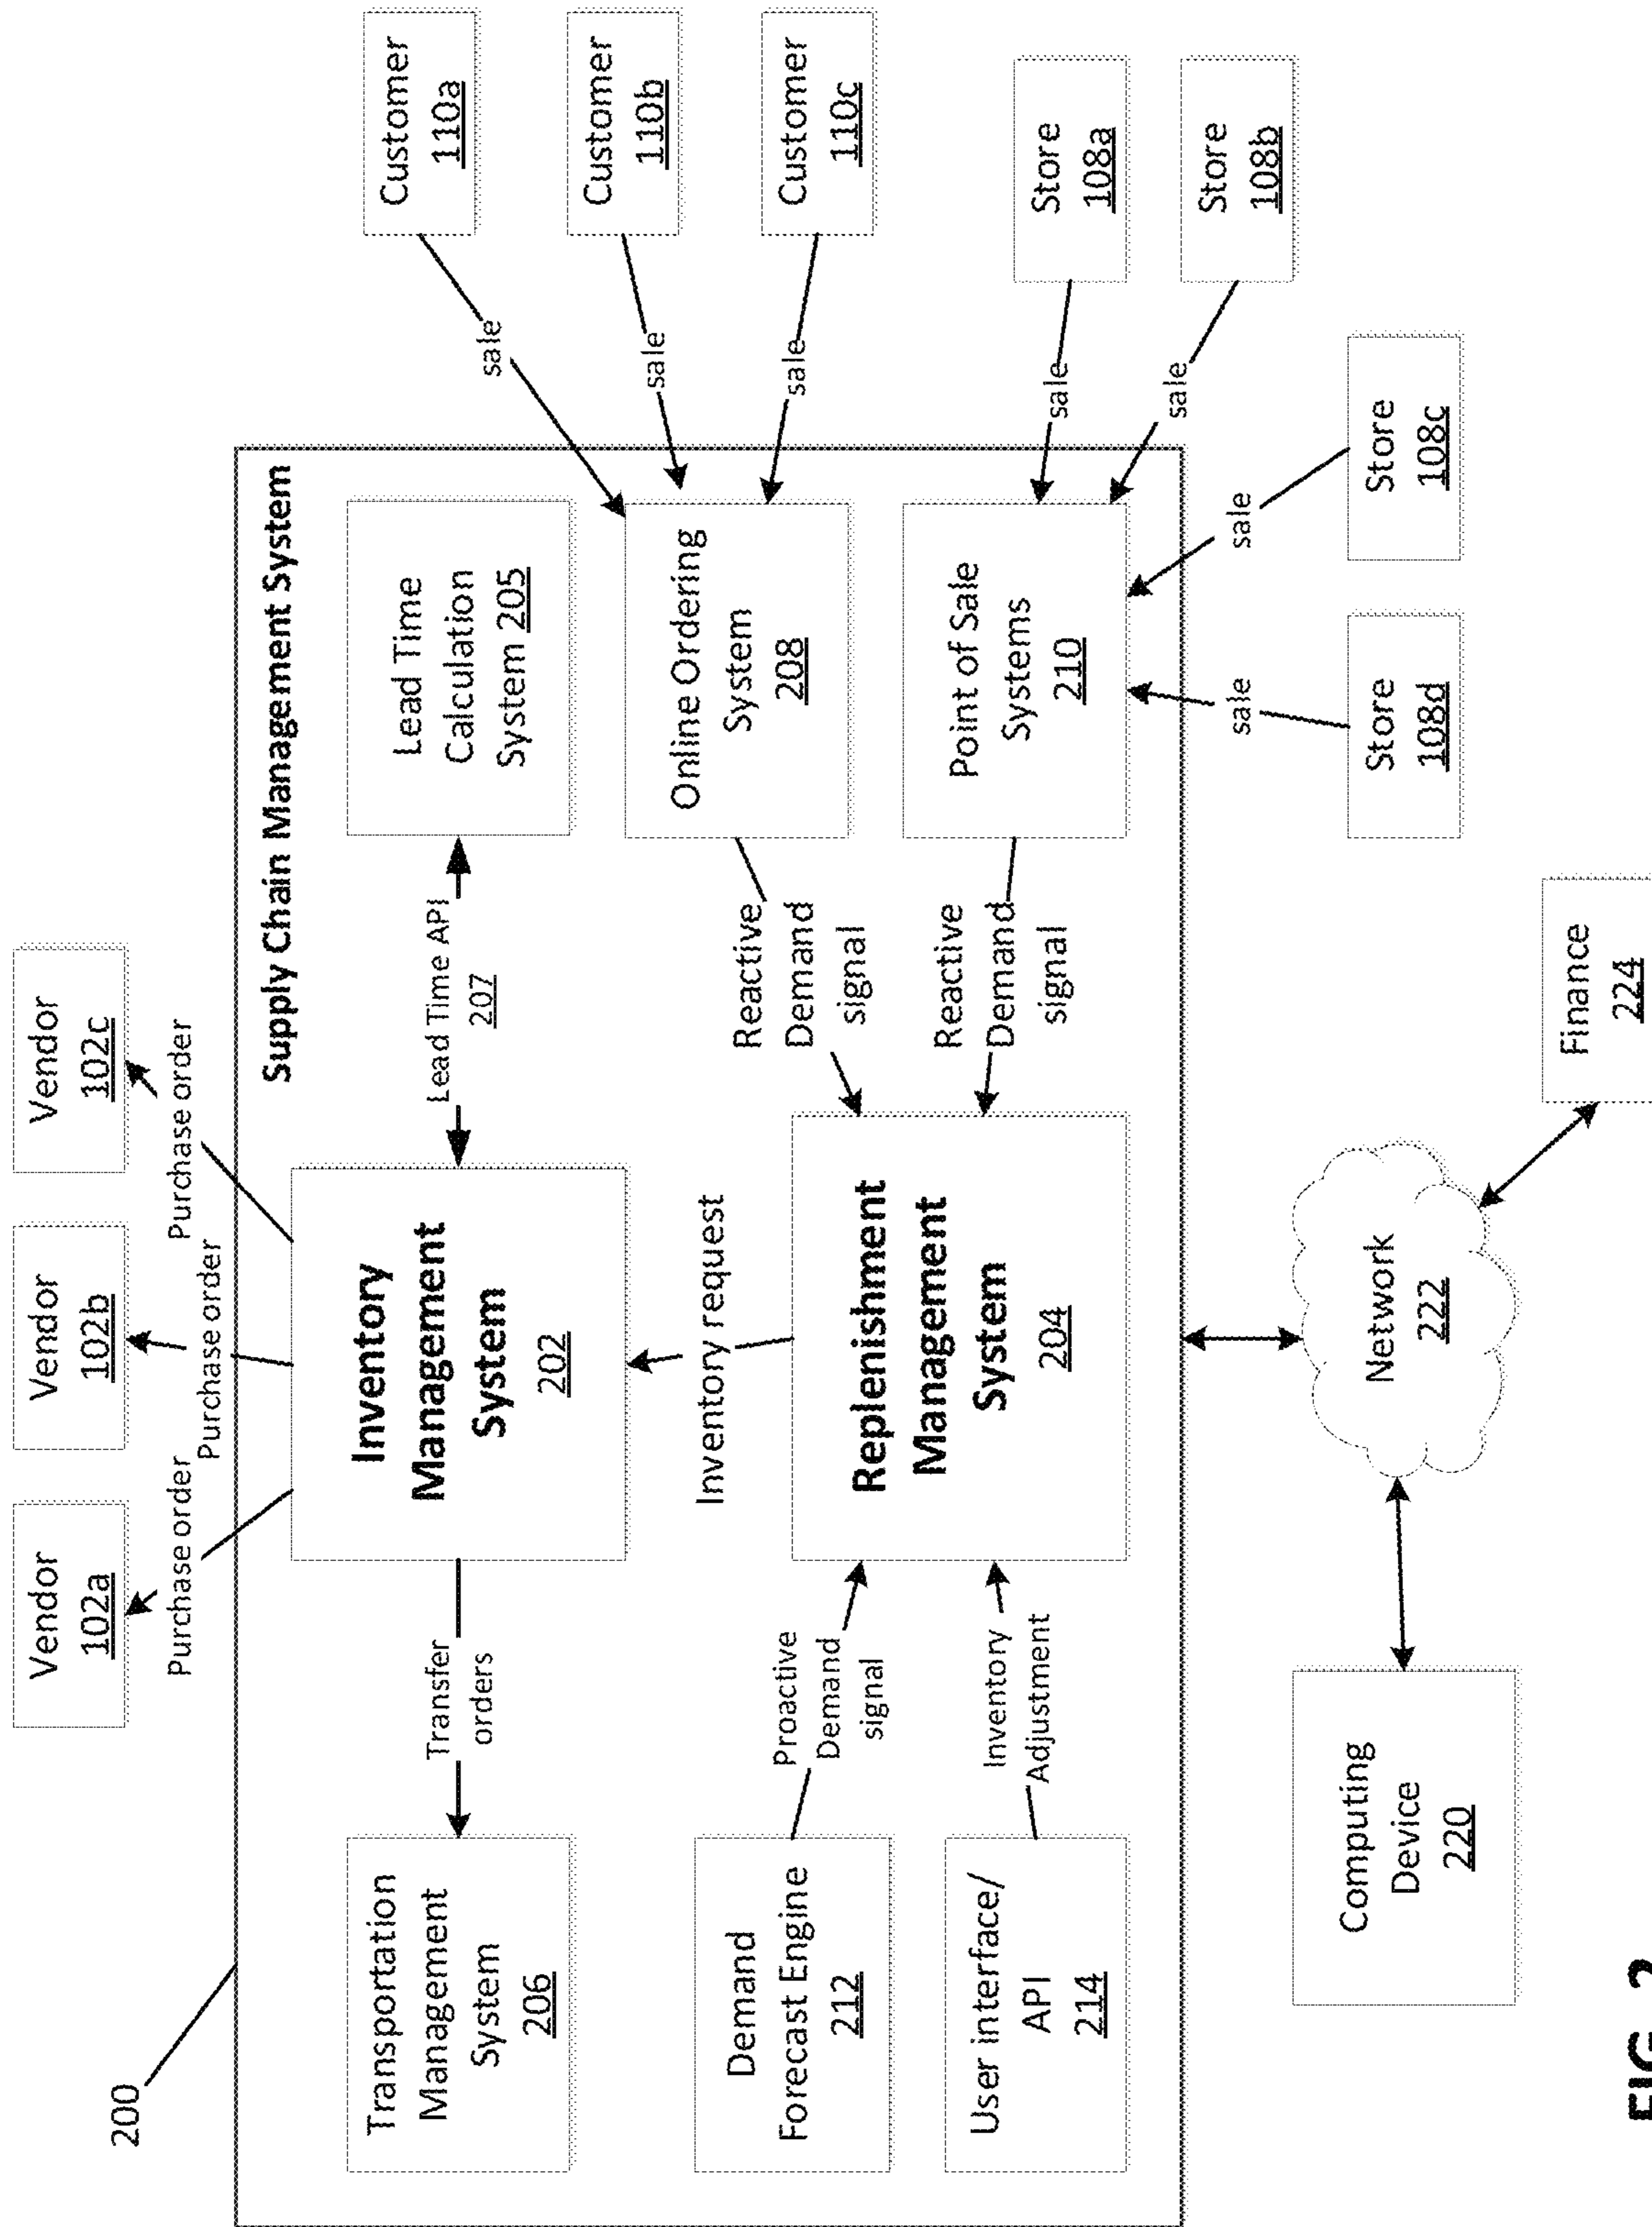 200
Vendor
102a
Vendor
102b
Vendor
102c
Purchase order
Purchase order
Purchase order
Supply Chain Management System
Transportation
Management
System
206
Transfer
orders
Inventory
Management
System
202
Lead Time API
207
Lead Time
Calculation
System 205
Inventory request
Demand
Forecast Engine
212
Proactive
Demand
signal
User interface/
API
214
Inventory
Adjustment
Replenishment
Management
System
204
Reactive
Demand
signal
Reactive
Demand
signal
Online Ordering
System
208
Point of Sale
Systems
210
sale
sale
sale
sale
sale
sale
sale
Customer
110a
Customer
110b
Customer
110c
Store
108a
Store
108b
Store
108c
Store
108d
Computing
Device
220
Network
222
Finance
224
FIG. 2